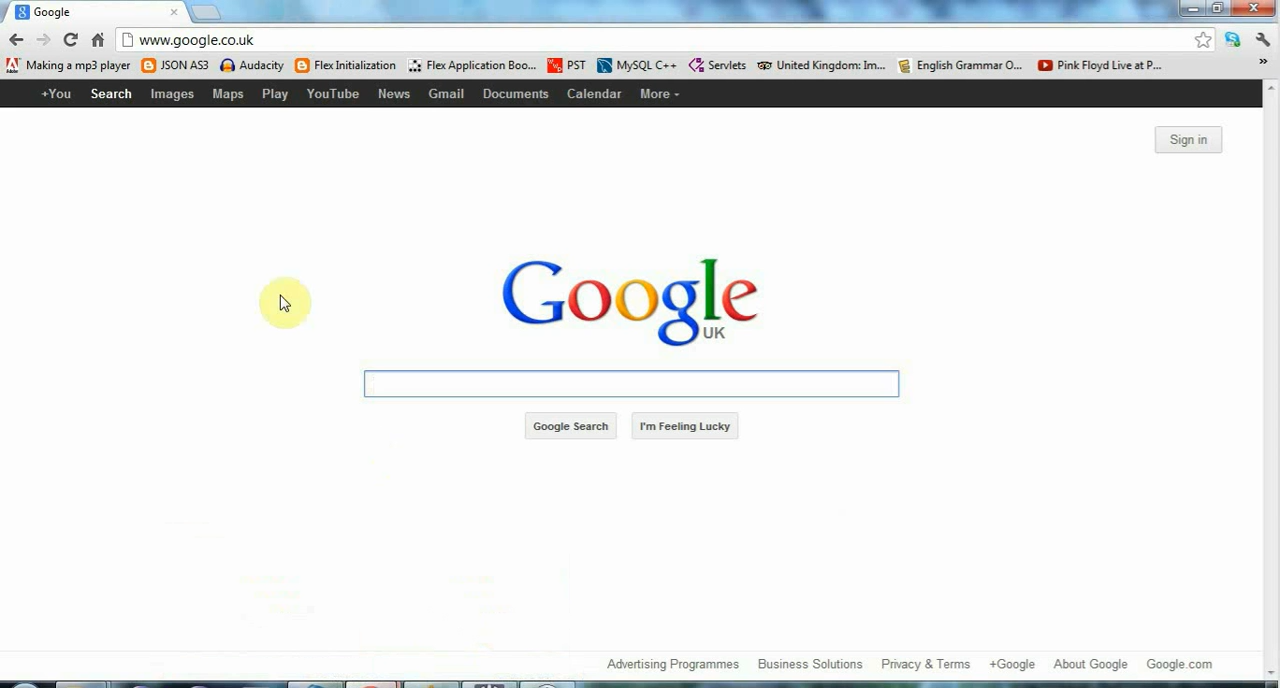 Google
www.google.co.uk
Making a mp3 player JSON AS3 Audacity Flex Initialization Flex Application Boo... PST MySQL C++ Servlets United Kingdom: Im... English Grammar O... Pink Floyd Live at P... »
+You Search Images Maps Play YouTube News Gmail Documents Calendar More
Sign in
Google
UK
Google Search I'm Feeling Lucky
Advertising Programmes Business Solutions Privacy & Terms +Google About Google Google.com